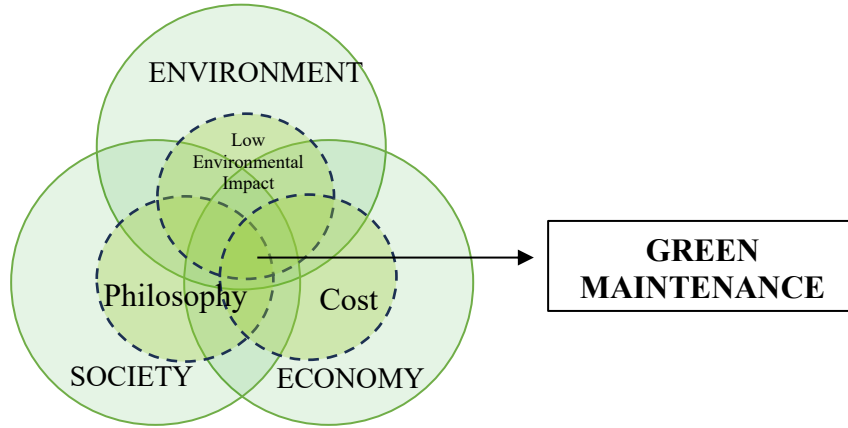 ENVIRONMENT
Low
Environmental
Impact
Philosophy
Cost
SOCIETY
ECONOMY
GREEN
MAINTENANCE